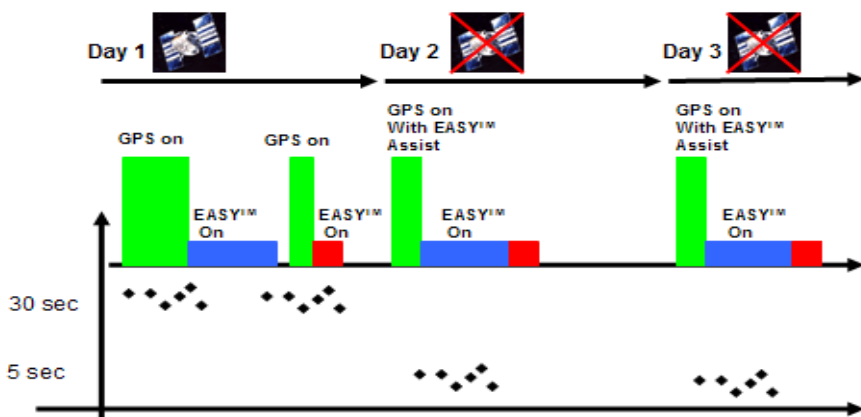 Day 1
Day 2
Day 3
GPS on
GPS on
GPS on
With EASY™
Assist
GPS on
With EASY™
Assist
EASY™
On
EASY™
On
EASY™
On
EASY™
On
30 sec
5 sec